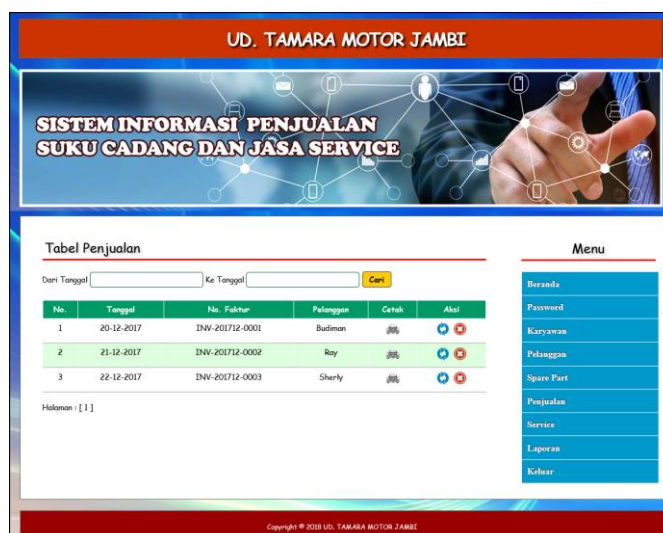 UD. TAMARA MOTOR JAMBI
SISTEM INFORMASI PENJUALAN
SUKU CADANG DAN JASA SERVICE
Tabel Penjualan
Dari Tanggal Ke Tanggal Cari
No. Tanggal No. Faktur Pelanggan Cetak Aksi
1 20-12-2017 INV-201712-0001 Budiman
2 21-12-2017 INV-201712-0002 Ray
3 22-12-2017 INV-201712-0003 Sherly
Halaman : [ 1 ]
Menu
Beranda
Password
Karyawan
Pelanggan
Spare Part
Penjualan
Service
Laporan
Keluar
Copyright © 2018 UD. TAMARA MOTOR JAMBI